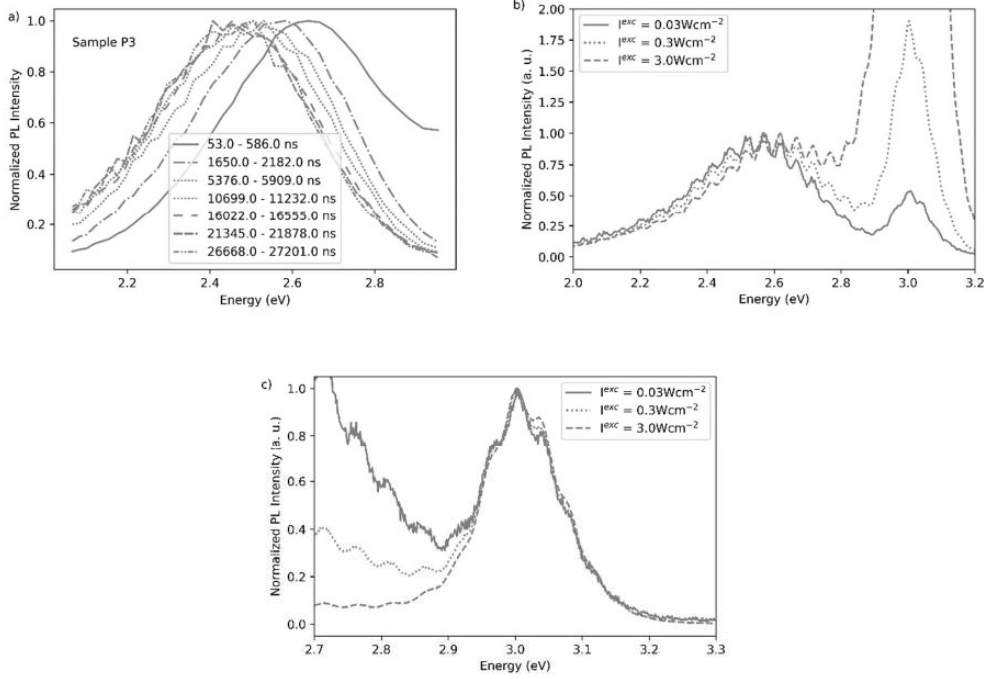 a)
1.0
0.8
0.6
0.4
0.2
Normalized PL Intensity
Sample P3
53.0 - 586.0 ns
1650.0 - 2182.0 ns
5376.0 - 5909.0 ns
10699.0 - 11232.0 ns
16022.0 - 16555.0 ns
21345.0 - 21878.0 ns
26668.0 - 27201.0 ns
2.2 2.4 2.6 2.8
Energy (eV)
b)
2.00
1.75
1.50
1.25
1.00
0.75
0.50
0.25
0.00
Normalized PL Intensity (a. u.)
I^exc = 0.03Wcm⁻²
I^exc = 0.3Wcm⁻²
I^exc = 3.0Wcm⁻²
2.0 2.2 2.4 2.6 2.8 3.0 3.2
Energy (eV)
c)
1.0
0.8
0.6
0.4
0.2
0.0
Normalized PL Intensity (a. u.)
I^exc = 0.03Wcm⁻²
I^exc = 0.3Wcm⁻²
I^exc = 3.0Wcm⁻²
2.7 2.8 2.9 3.0 3.1 3.2 3.3
Energy (eV)